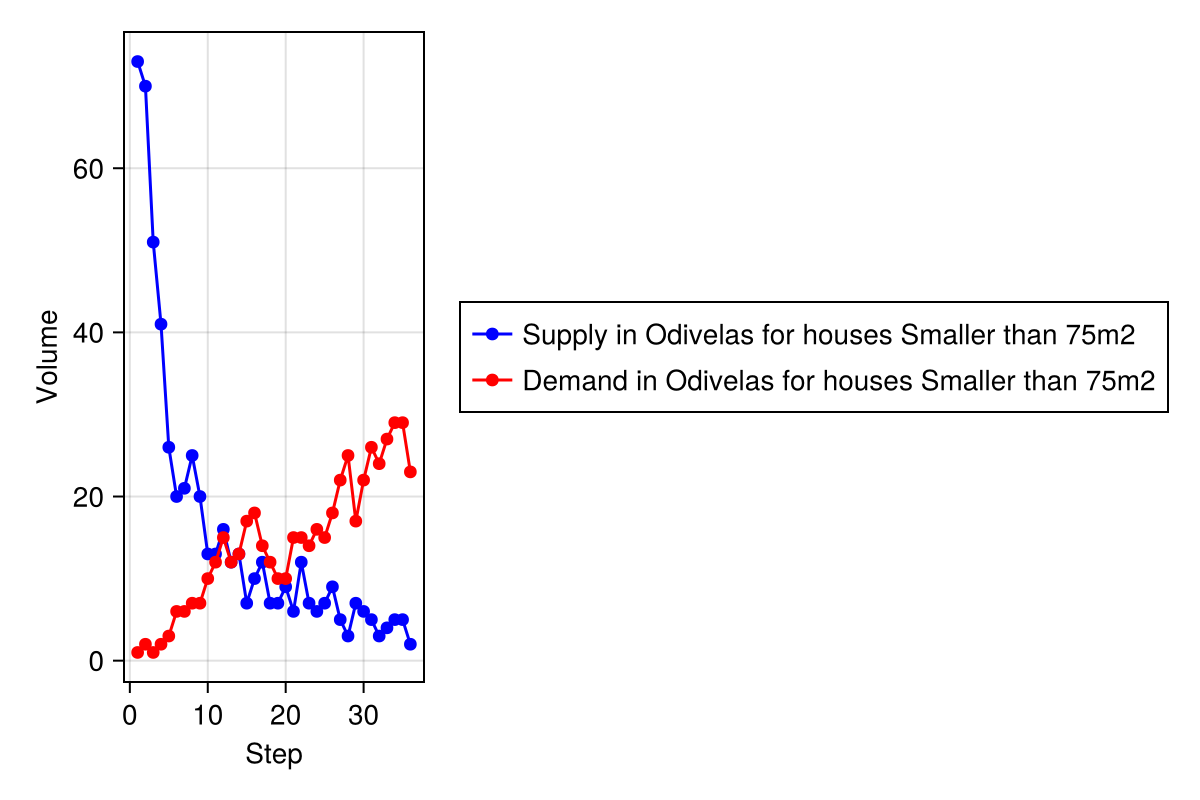 Volume
60
40
20
0
0 10 20 30
Step
Supply in Odivelas for houses Smaller than 75m2
Demand in Odivelas for houses Smaller than 75m2